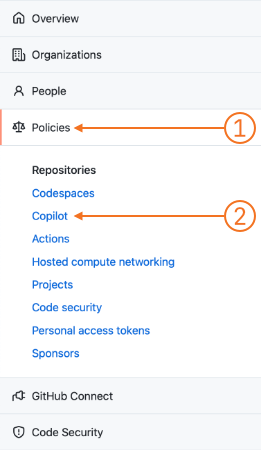 Overview
Organizations
People
Policies 1
Repositories
Codespaces
Copilot 2
Actions
Hosted compute networking
Projects
Code security
Personal access tokens
Sponsors
GitHub Connect
Code Security